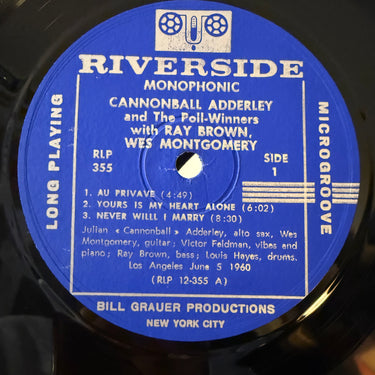 RIVERSIDE
MONOPHONIC
CANNONBALL ADDERLEY
and The Poll-Winners
with RAY BROWN,
WES MONTGOMERY
LONG PLAYING
MICROGROOVE
RLP
355
SIDE
1
1. AU PRIVAVE (4:49)
2. YOURS IS MY HEART ALONE (6:02)
3. NEVER WILLL I MARRY (8:30)
Julian « Cannonball » Adderley, alto sax, Wes
Montgomery, guitar; Victor Feldman, vibes and
piano; Ray Brown, bass; Louis Hayes, drums.
Los Angeles June 5 1960
(RLP 12-355 A)
BILL GRAUER PRODUCTIONS
NEW YORK CITY